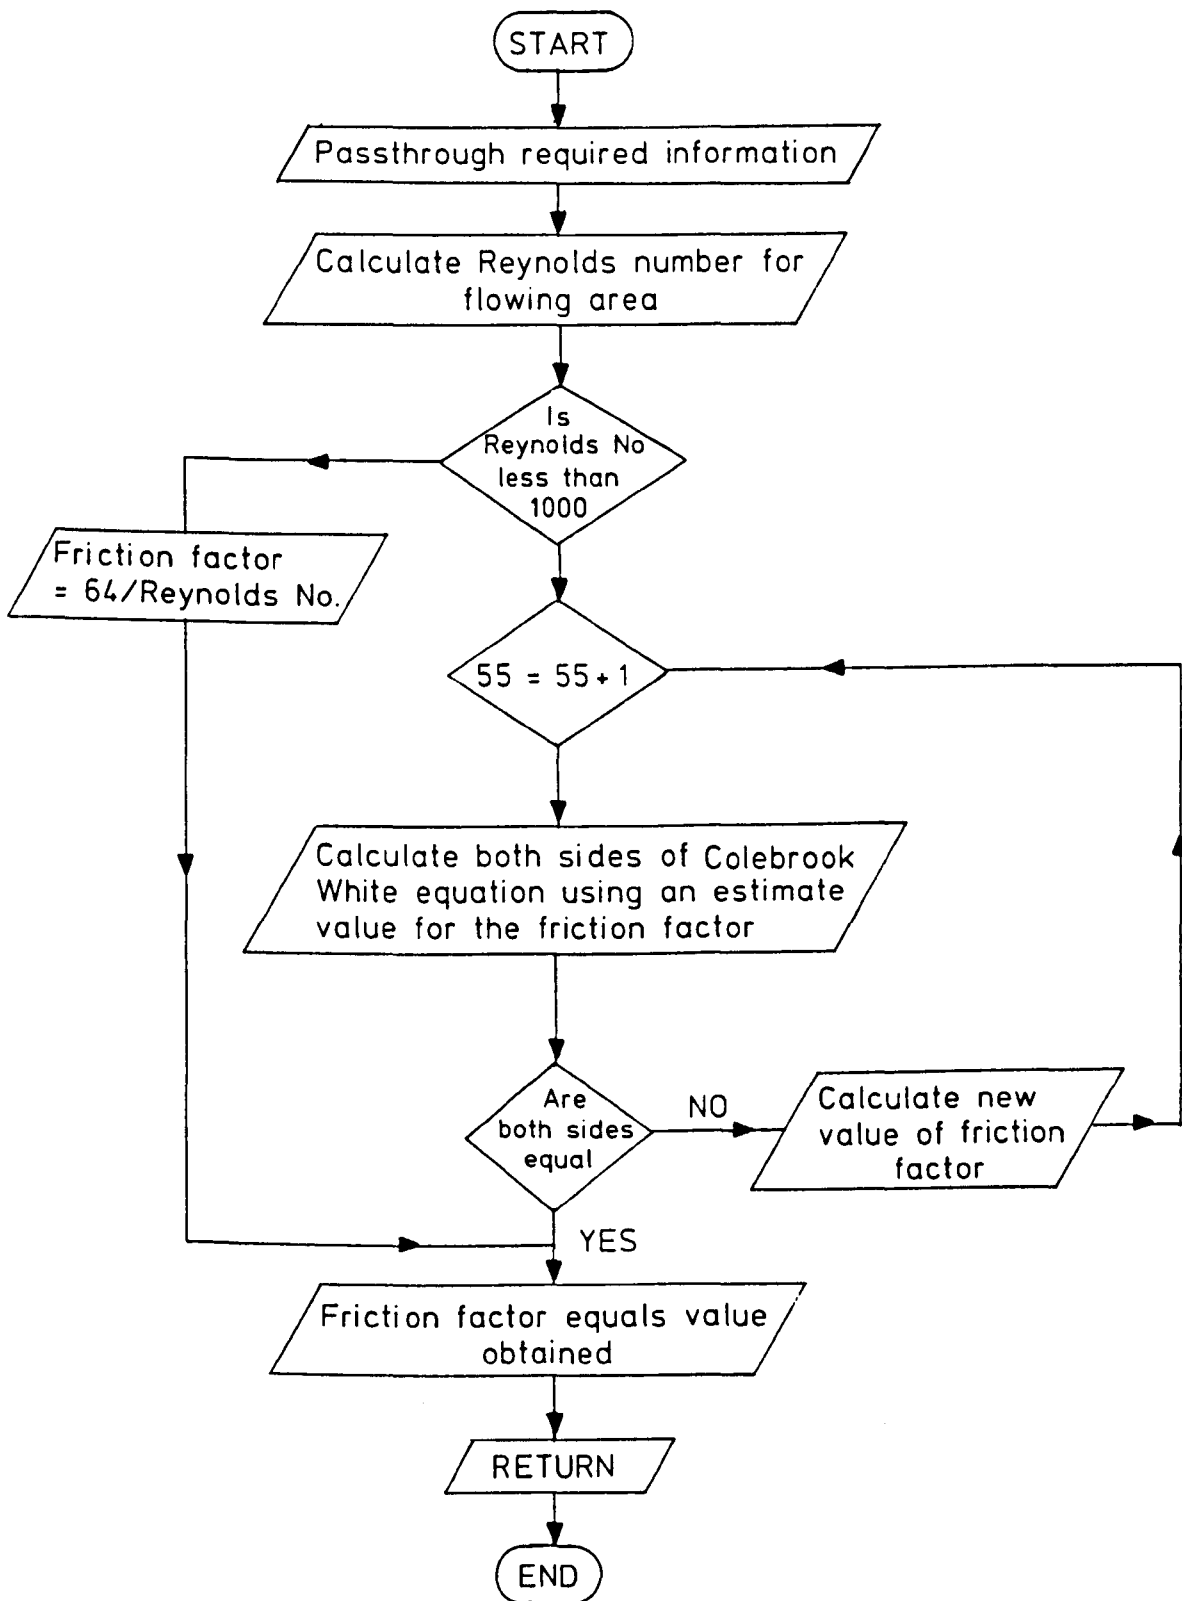 START
Passthrough required information
Calculate Reynolds number for
flowing area
Is
Reynolds No
less than
1000
Friction factor
= 64/Reynolds No.
55 = 55 + 1
Calculate both sides of Colebrook
White equation using an estimate
value for the friction factor
Are
both sides
equal
NO
Calculate new
value of friction
factor
YES
Friction factor equals value
obtained
RETURN
END